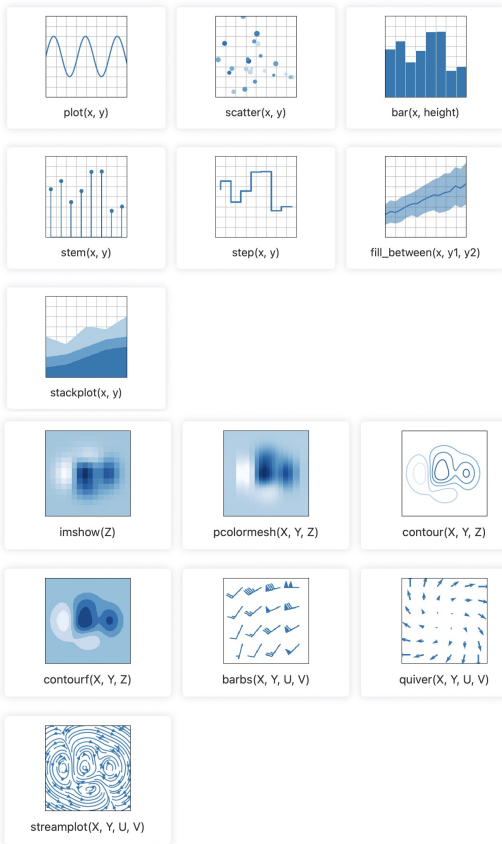 plot(x, y)
scatter(x, y)
bar(x, height)
stem(x, y)
step(x, y)
fill_between(x, y1, y2)
stackplot(x, y)
imshow(Z)
pcolormesh(X, Y, Z)
contour(X, Y, Z)
contourf(X, Y, Z)
barbs(X, Y, U, V)
quiver(X, Y, U, V)
streamplot(X, Y, U, V)